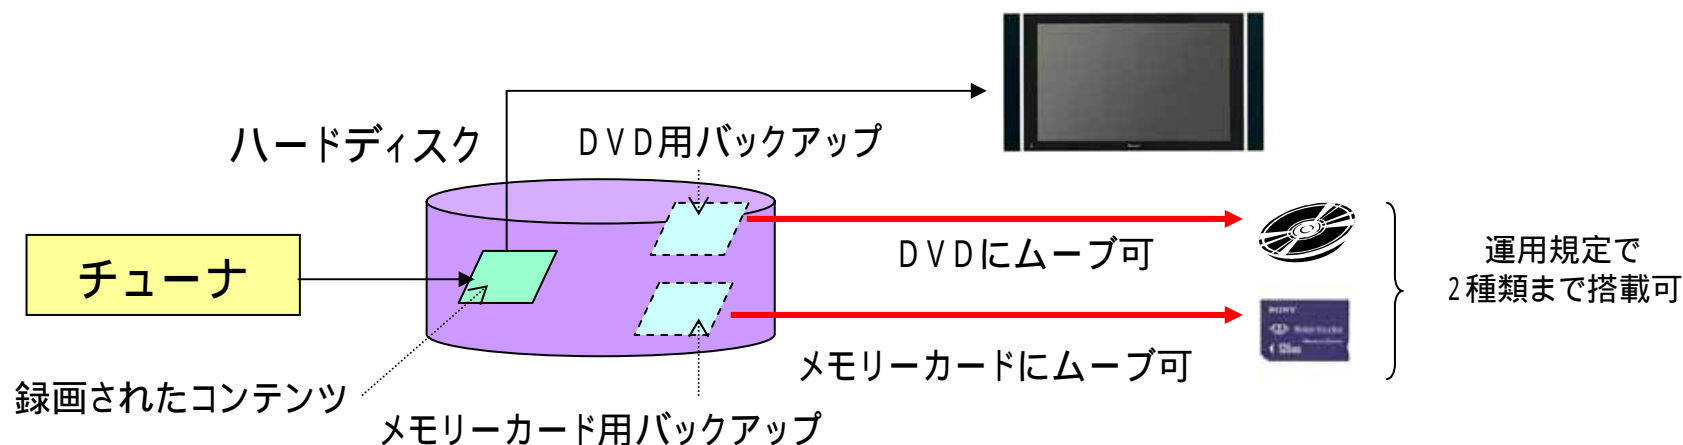 ハードディスク
DVD用バックアップ
チューナ
DVDにムーブ可
運用規定で
2種類まで搭載可
SONY
メモリーカードにムーブ可
録画されたコンテンツ
メモリーカード用バックアップ